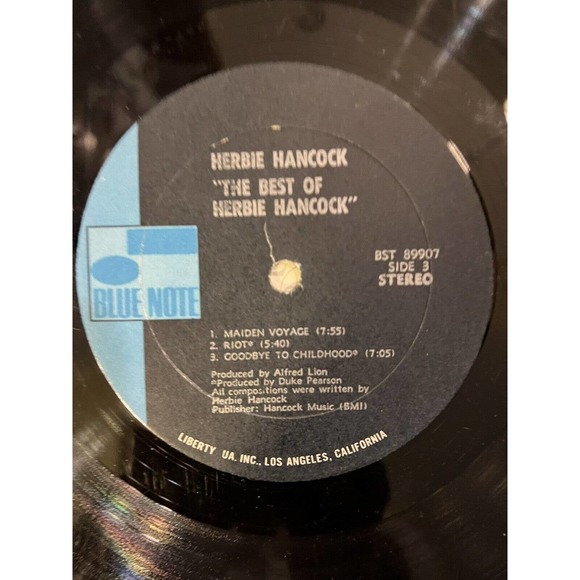 HERBIE HANCOCK
"THE BEST OF
HERBIE HANCOCK"
BST 89907
SIDE 3
STEREO
BLUE NOTE
1. MAIDEN VOYAGE (7:55)
2. RIOT* (5:40)
3. GOODBYE TO CHILDHOOD* (7:05)
Produced by Alfred Lion
*Produced by Duke Pearson
All compositions were written by
Herbie Hancock
Publisher: Hancock Music (BMI)
LIBERTY UA. INC., LOS ANGELES, CALIFORNIA